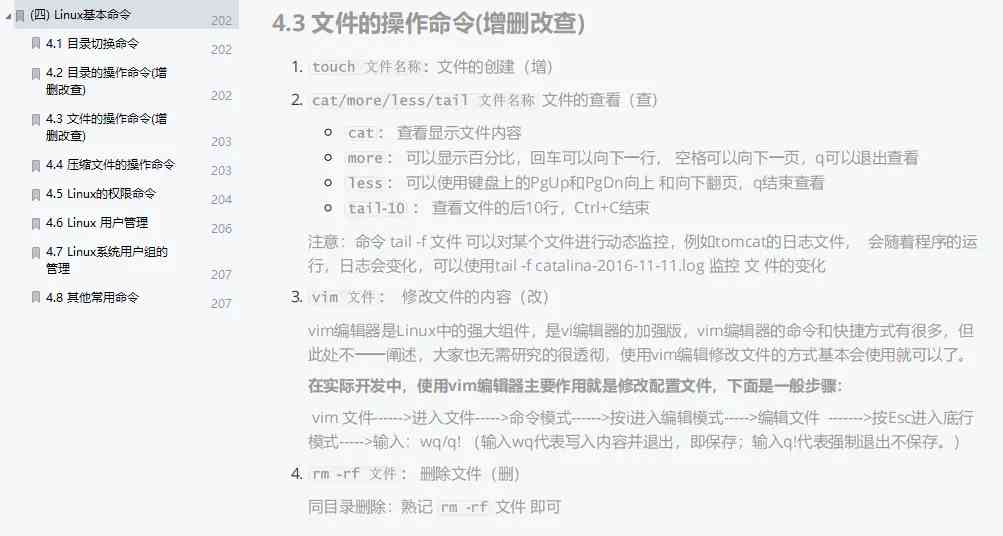 (四) Linux基本命令 202
4.1 目录切换命令 202
4.2 目录的操作命令(增
删改查) 202
4.3 文件的操作命令(增
删改查) 203
4.4 压缩文件的操作命令 203
4.5 Linux的权限命令 204
4.6 Linux 用户管理 206
4.7 Linux系统用户组的
管理 207
4.8 其他常用命令 207
4.3 文件的操作命令(增删改查)
1. touch 文件名称：文件的创建（增）
2. cat/more/less/tail 文件名称 文件的查看（查）
cat： 查看显示文件内容
more： 可以显示百分比，回车可以向下一行， 空格可以向下一页，q可以退出查看
less： 可以使用键盘上的PgUp和PgDn向上 和向下翻页，q结束查看
tail-10： 查看文件的后10行，Ctrl+C结束
注意：命令 tail -f 文件 可以对某个文件进行动态监控，例如tomcat的日志文件， 会随着程序的运
行，日志会变化，可以使用tail -f catalina-2016-11-11.log 监控 文 件的变化
3. vim 文件： 修改文件的内容（改）
vim编辑器是Linux中的强大组件，是vi编辑器的加强版，vim编辑器的命令和快捷方式有很多，但
此处不一一阐述，大家也无需研究的很透彻，使用vim编辑修改文件的方式基本会使用就可以了。
在实际开发中，使用vim编辑器主要作用就是修改配置文件，下面是一般步骤：
vim 文件------>进入文件----->命令模式------>按i进入编辑模式----->编辑文件 ------->按Esc进入底行
模式----->输入：wq/q! （输入wq代表写入内容并退出，即保存；输入q!代表强制退出不保存。）
4. rm -rf 文件： 删除文件（删）
同目录删除：熟记 rm -rf 文件 即可